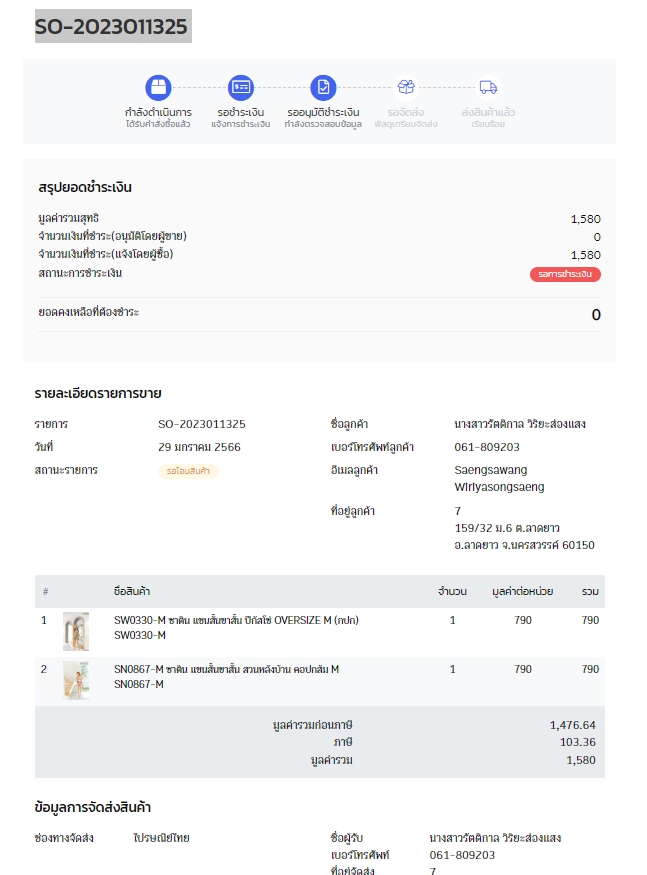 SO-2023011325
กำลังดำเนินการ รอชำระเงิน รออนุมัติชำระเงิน รอจัดส่ง ส่งสินค้าแล้ว
ได้รับคำสั่งซื้อแล้ว แจ้งการชำระเงิน กำลังตรวจสอบข้อมูล พัสดุเตรียมจัดส่ง เรียบร้อย
สรุปยอดชำระเงิน
มูลค่ารวมสุทธิ 1,580
จำนวนเงินที่ชำระ(อนุมัติโดยผู้ขาย) 0
จำนวนเงินที่ชำระ(แจ้งโดยผู้ซื้อ) 1,580
สถานะการชำระเงิน รอการชำระเงิน
ยอดคงเหลือที่ต้องชำระ 0
รายละเอียดรายการขาย
รายการ SO-2023011325 ชื่อลูกค้า นางสาวรัตติกาล วิริยะส่องแสง
วันที่ 29 มกราคม 2566 เบอร์โทรศัพท์ลูกค้า 061-809203
สถานะรายการ รอโอนสินค้า อีเมลลูกค้า Saengsawang
Wiriyasongsaeng
ที่อยู่ลูกค้า 7
159/32 ม.6 ต.ลาดยาว
อ.ลาดยาว จ.นครสวรรค์ 60150
# ชื่อสินค้า จำนวน มูลค่าต่อหน่วย รวม
1 SW0330-M ซาติน แขนสั้นขาสั้น ปิกัสโซ่ OVERSIZE M (กปก) 1 790 790
SW0330-M
2 SN0867-M ซาติน แขนสั้นขาสั้น สวนหลังบ้าน คอปกส้ม M 1 790 790
SN0867-M
มูลค่ารวมก่อนภาษี 1,476.64
ภาษี 103.36
มูลค่ารวม 1,580
ข้อมูลการจัดส่งสินค้า
ช่องทางจัดส่ง ไปรษณีย์ไทย ชื่อผู้รับ นางสาวรัตติกาล วิริยะส่องแสง
เบอร์โทรศัพท์ 061-809203
ที่อยู่จัดส่ง 7